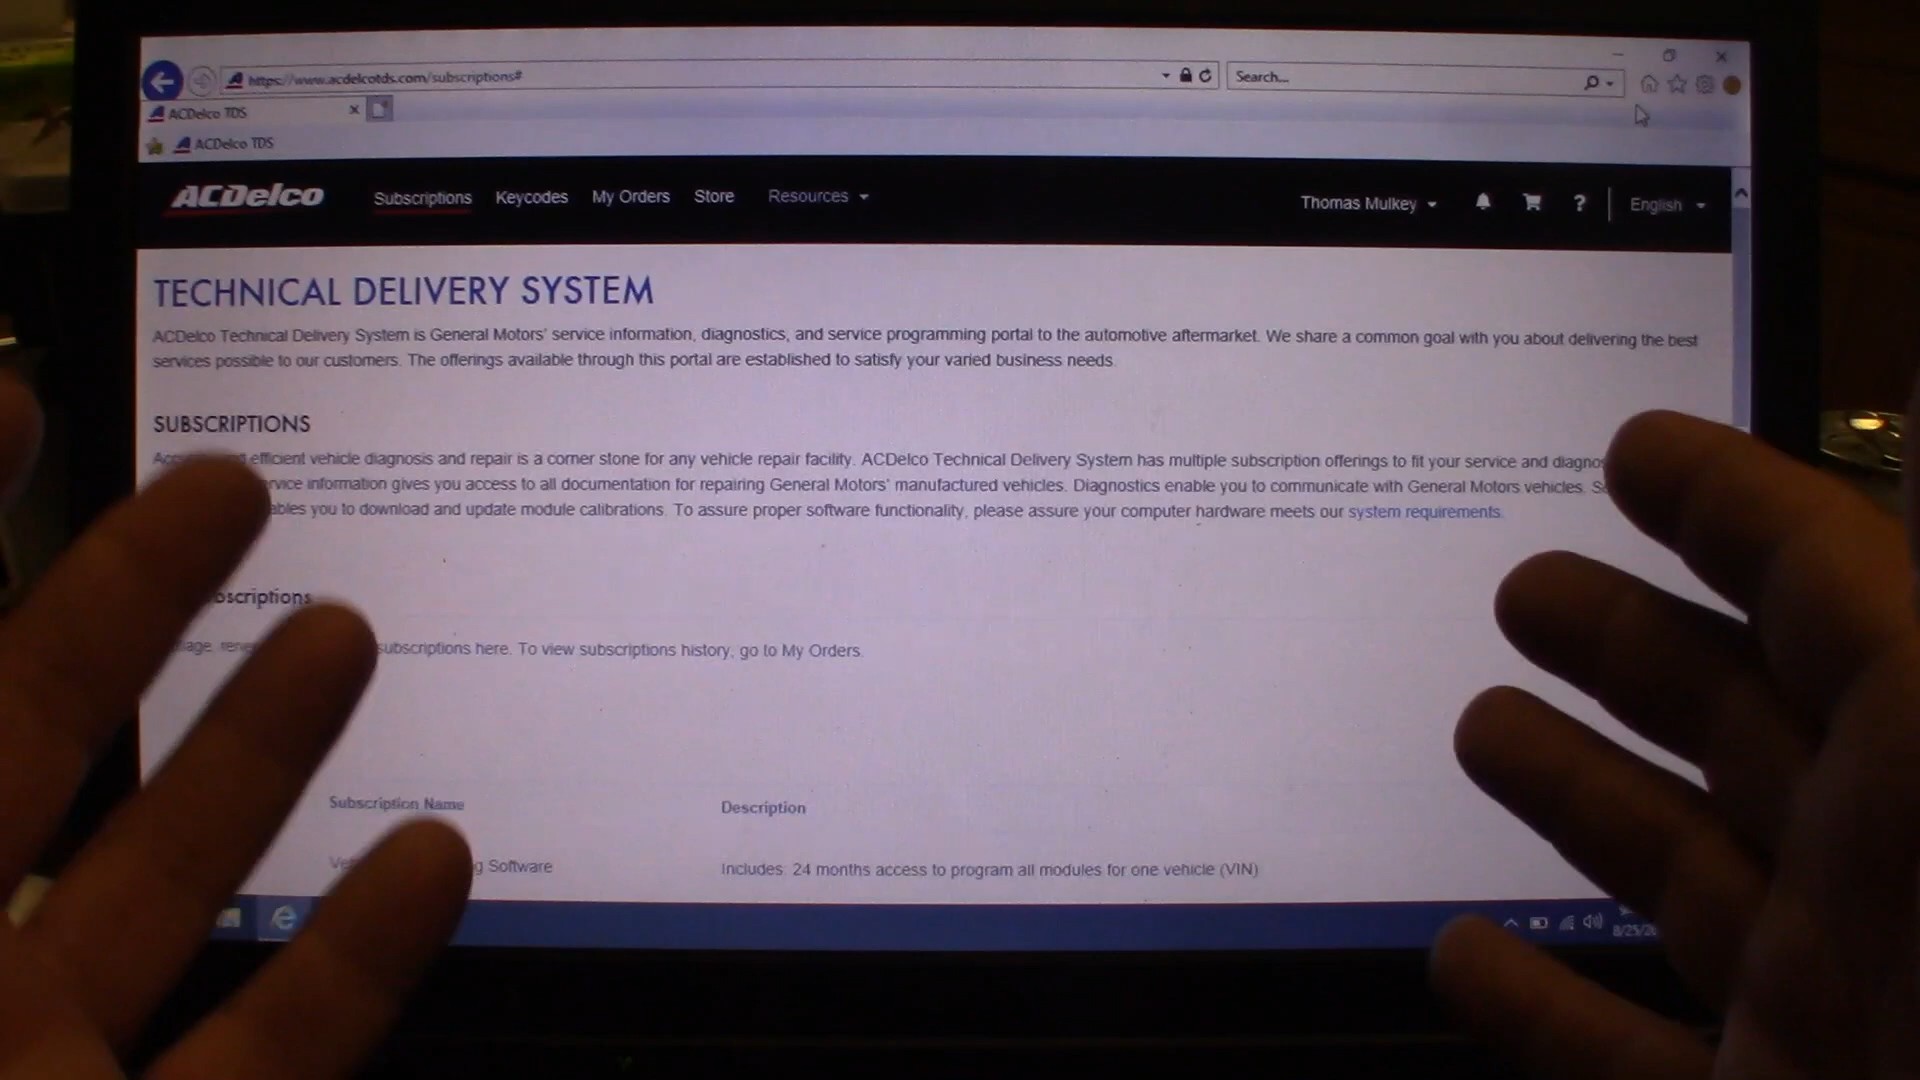 https://www.acdelcotds.com/subscriptions#
Search...
ACDelco TDS
ACDelco TDS
ACDelco Subscriptions Keycodes My Orders Store Resources Thomas Mulkey ? English
TECHNICAL DELIVERY SYSTEM
ACDelco Technical Delivery System is General Motors' service information, diagnostics, and service programming portal to the automotive aftermarket. We share a common goal with you about delivering the best
services possible to our customers. The offerings available through this portal are established to satisfy your varied business needs.
SUBSCRIPTIONS
efficient vehicle diagnosis and repair is a corner stone for any vehicle repair facility. ACDelco Technical Delivery System has multiple subscription offerings to fit your service and
information gives you access to all documentation for repairing General Motors' manufactured vehicles. Diagnostics enable you to communicate with General Motors vehicles.
you to download and update module calibrations. To assure proper software functionality, please assure your computer hardware meets our system requirements.
subscriptions here. To view subscriptions history, go to My Orders.
Subscription Name Description
Software Includes: 24 months access to program all modules for one vehicle (VIN)